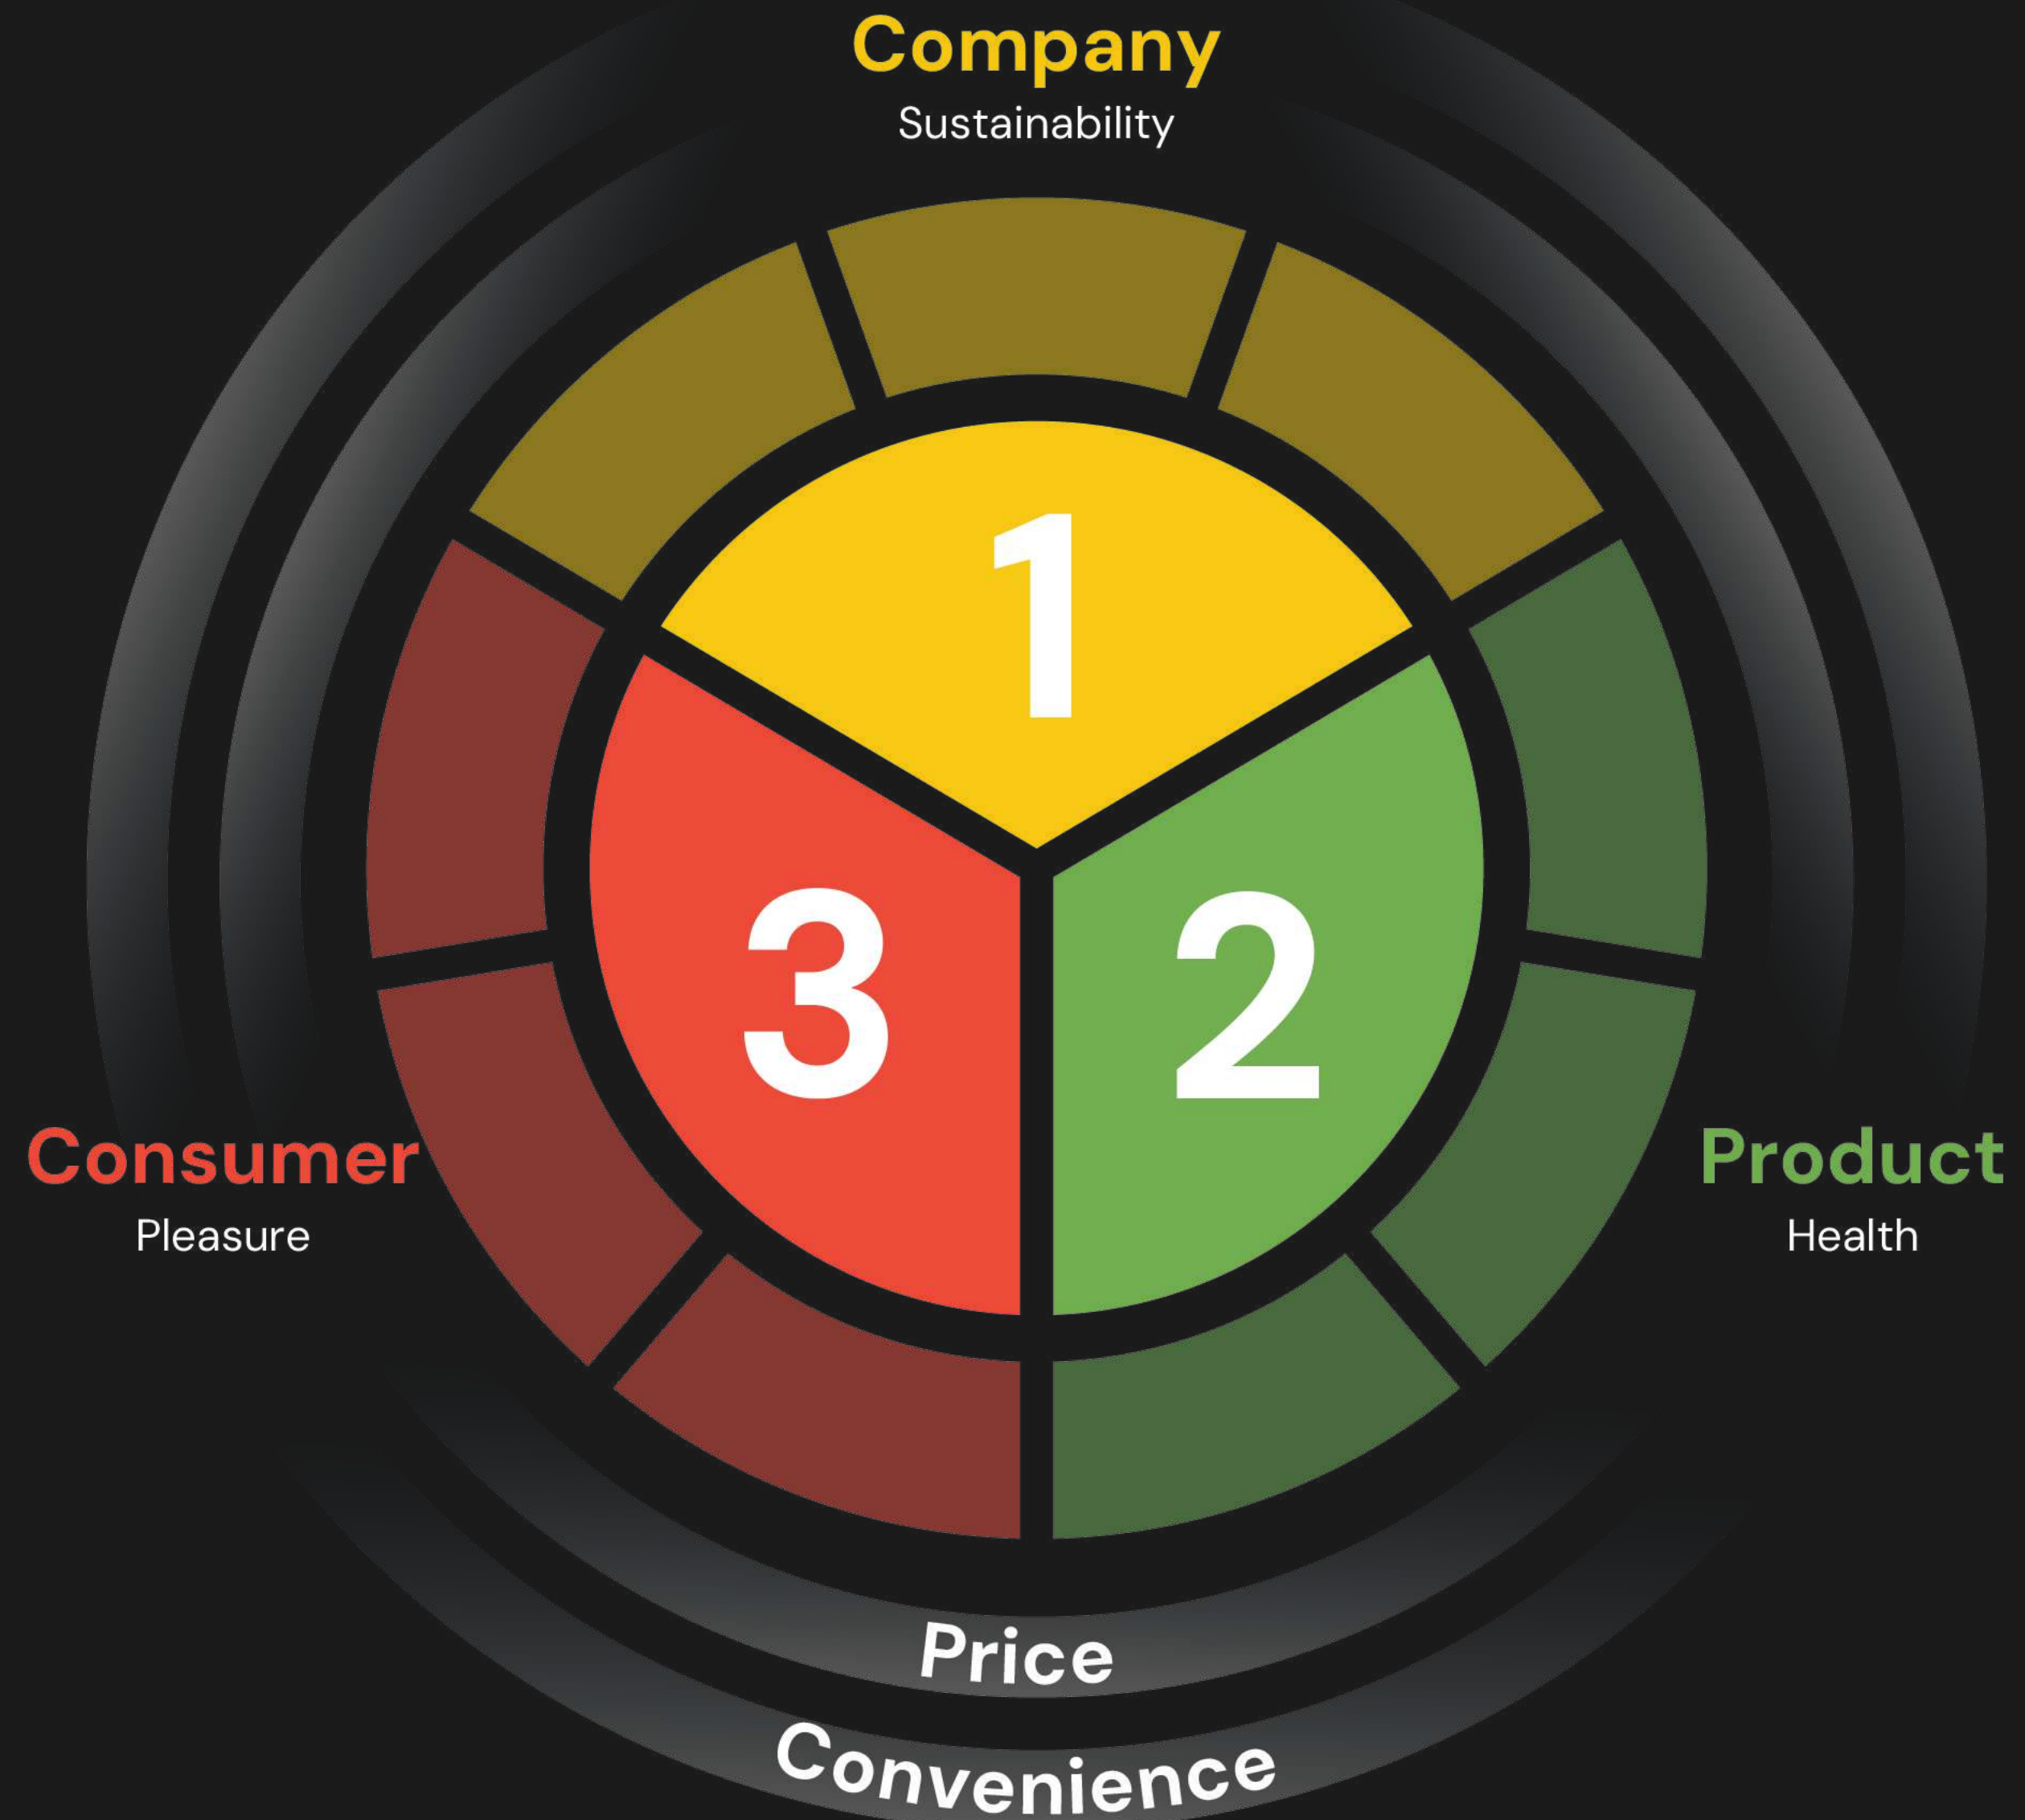 Company
Sustainability
1
3
2
Consumer
Pleasure
Product
Health
Price
Convenience